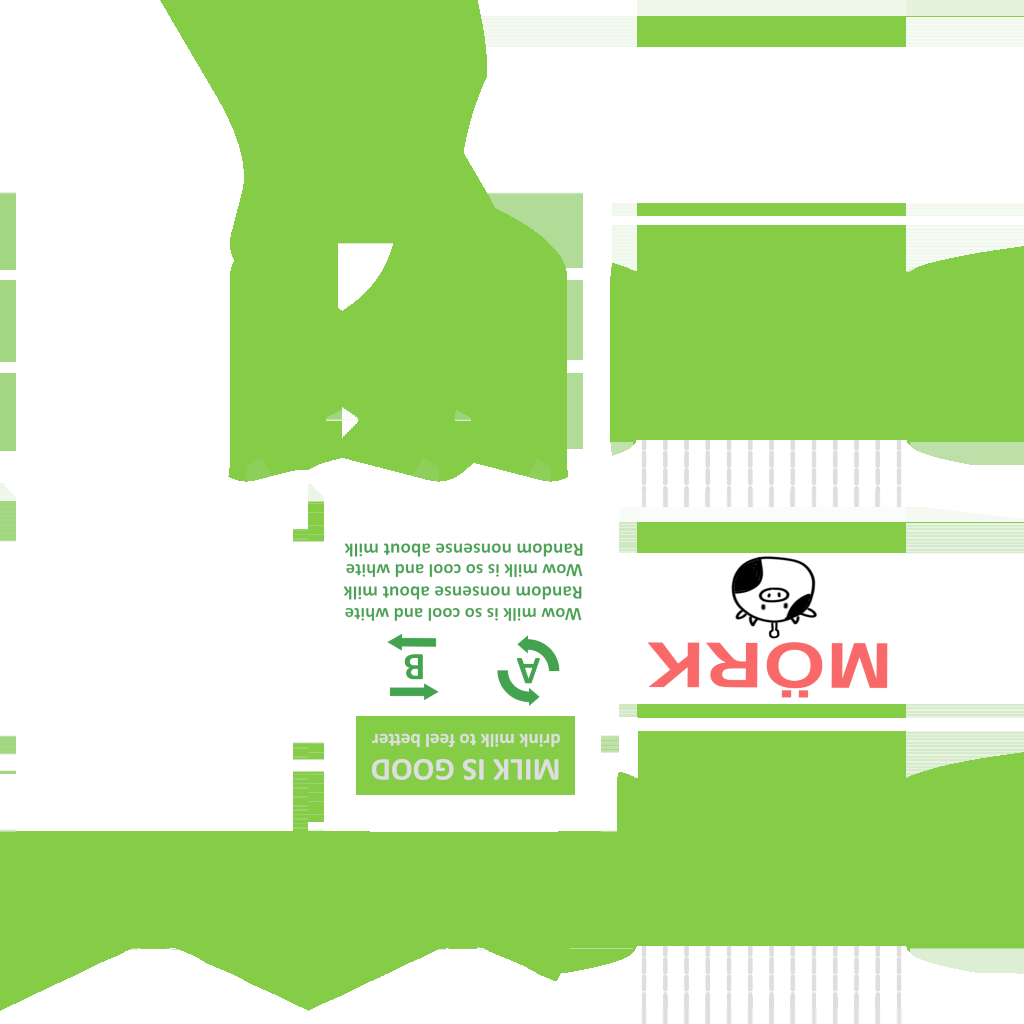 MILK IS GOOD
drink milk to feel better
A
B
Wow milk is so cool and white
Random nonsense about milk
Wow milk is so cool and white
Random nonsense about milk
MÖRK